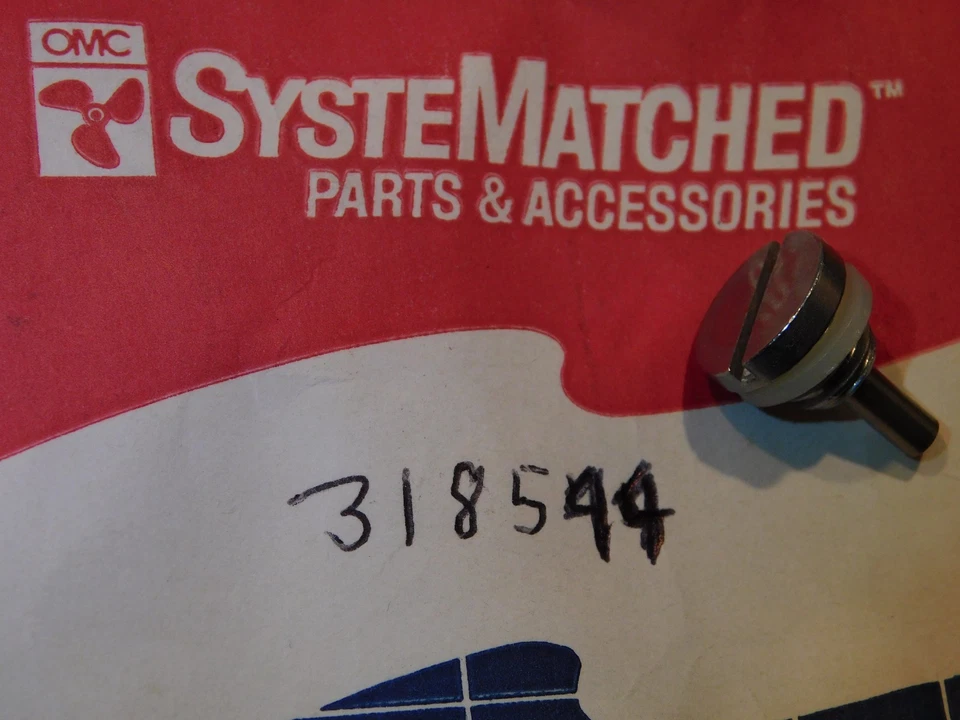 OMC
SYSTEMATCHED™
PARTS & ACCESSORIES
318544